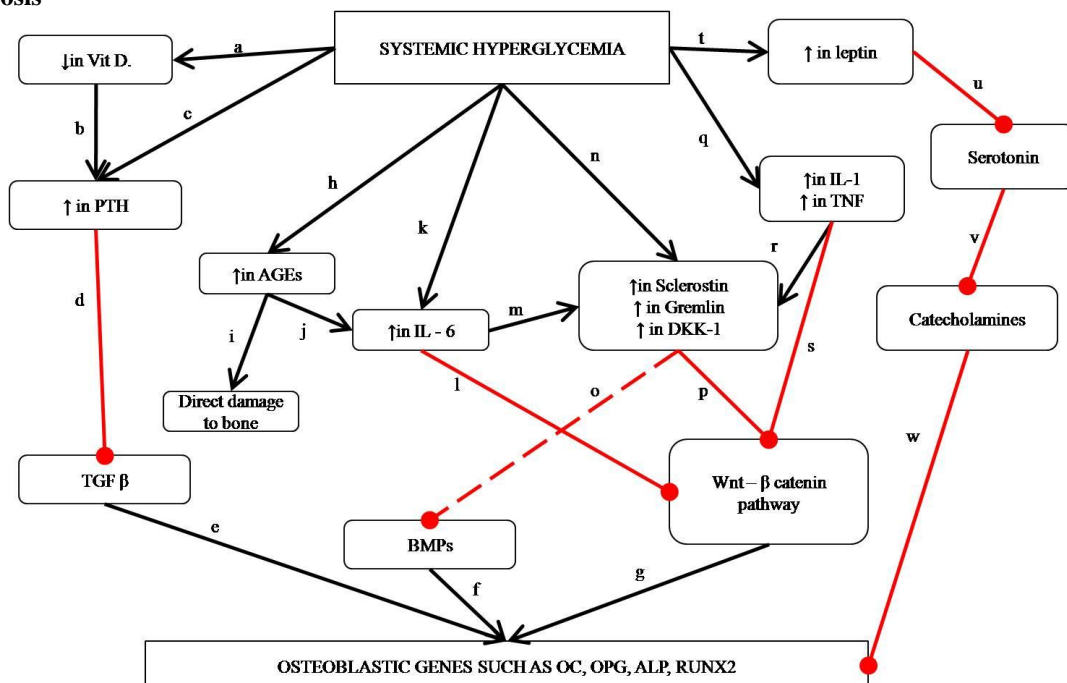 osis
SYSTEMIC HYPERGLYCEMIA
↓in Vit D.
a
t
↑ in leptin
u
b
c
q
Serotonin
n
↑in IL-1
↑ in TNF
↑ in PTH
h
k
v
r
↑in AGEs
↑in Sclerostin
↑ in Gremlin
↑ in DKK-1
d
m
Catecholamines
j
↑in IL - 6
i
s
l
o
p
Direct damage
to bone
w
TGF β
Wnt – β catenin
pathway
e
BMPs
f
g
OSTEOBLASTIC GENES SUCH AS OC, OPG, ALP, RUNX2